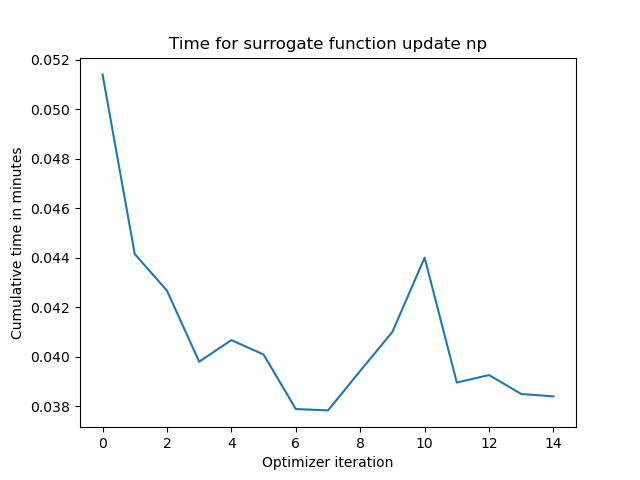 Time for surrogate function update np
Cumulative time in minutes
0.052
0.050
0.048
0.046
0.044
0.042
0.040
0.038
0 2 4 6 8 10 12 14
Optimizer iteration